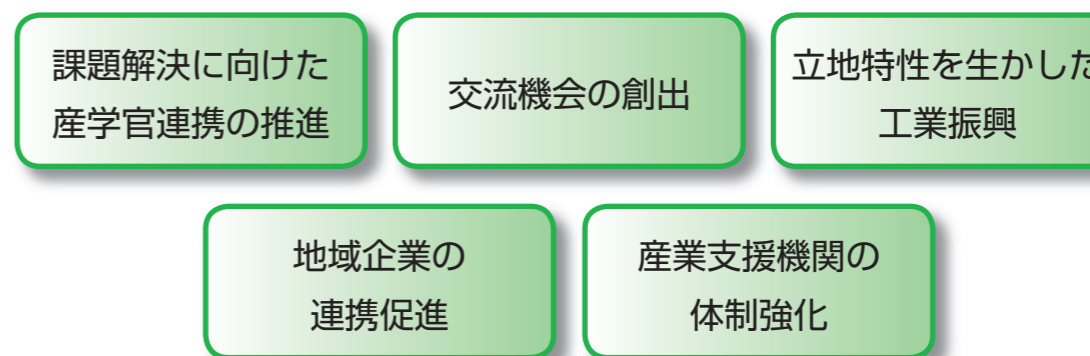 課題解決に向けた
産学官連携の推進
交流機会の創出
立地特性を生かした
工業振興
地域企業の
連携促進
産業支援機関の
体制強化